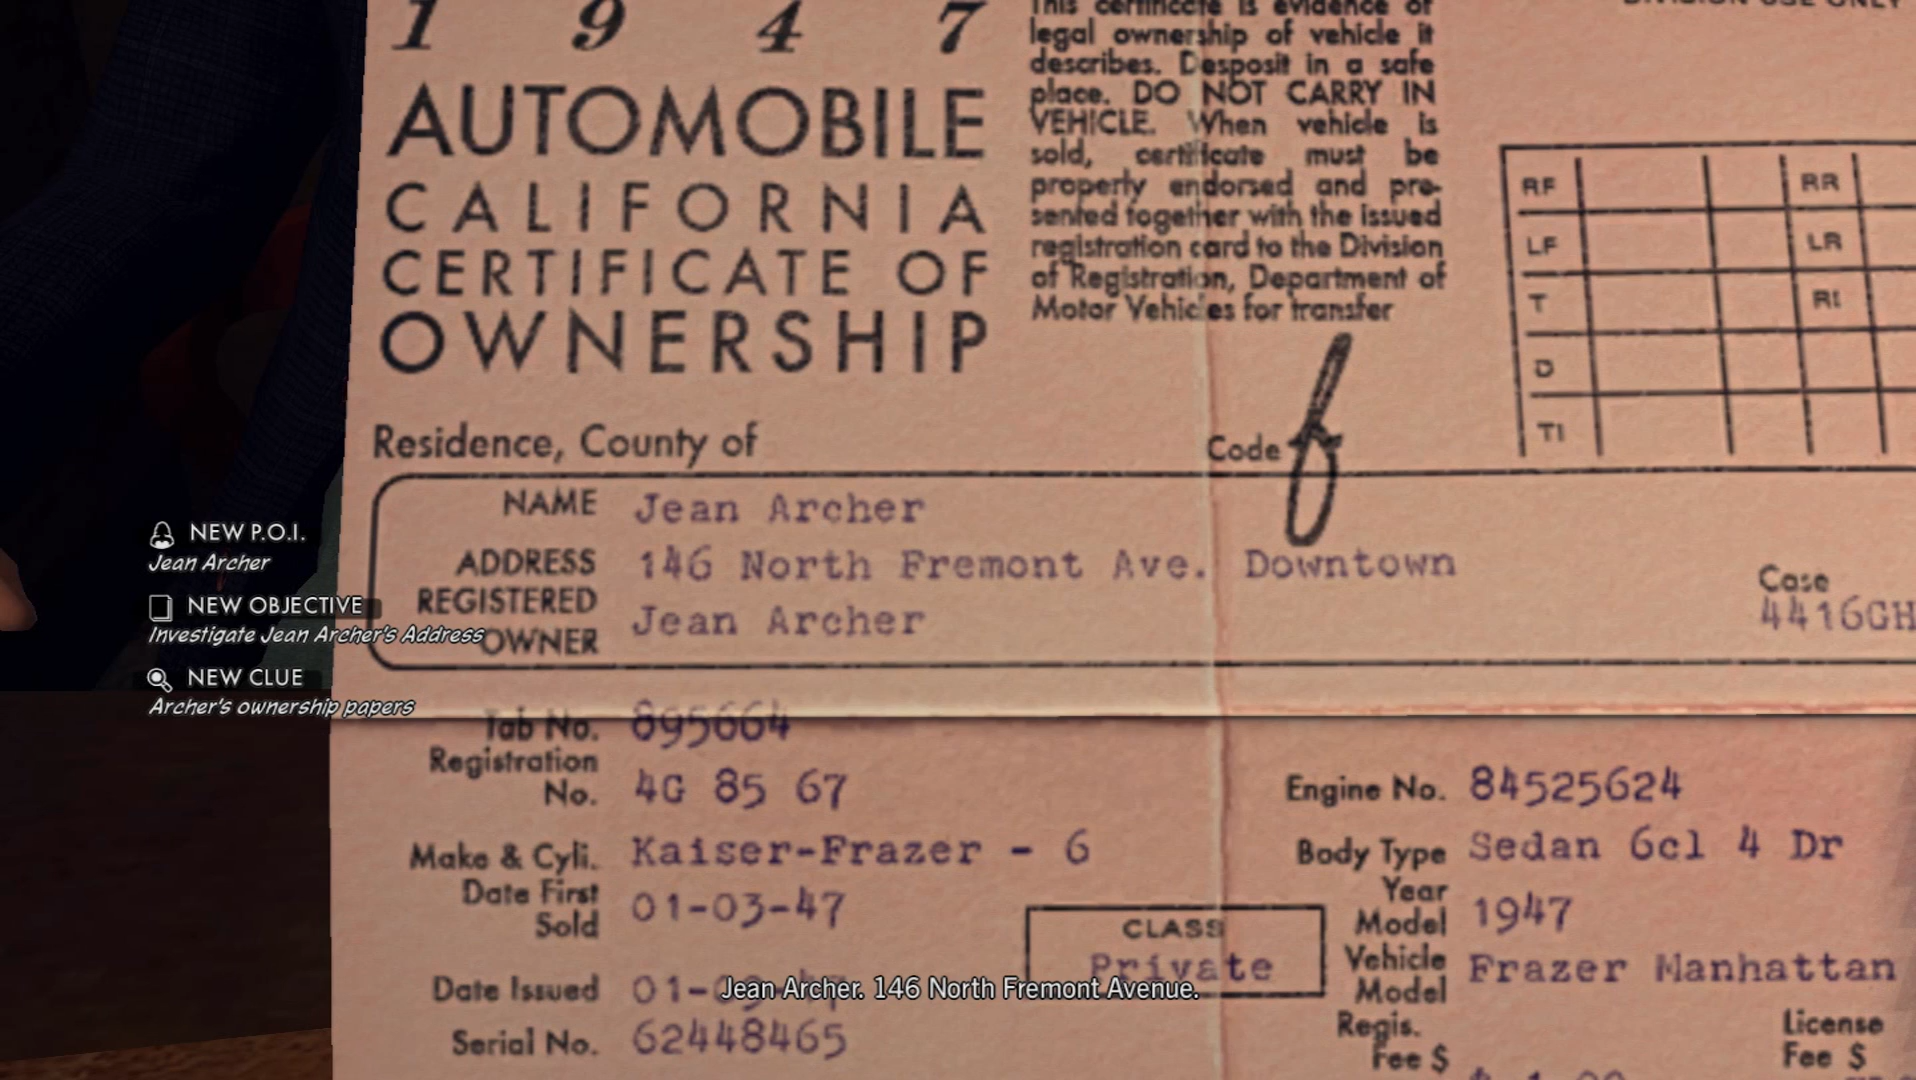 1 9 4 7
AUTOMOBILE
CALIFORNIA
CERTIFICATE OF
OWNERSHIP
This certificate is evidence of
legal ownership of vehicle it
describes. Desposit in a safe
place. DO NOT CARRY IN
VEHICLE. When vehicle is
sold, certificate must be
properly endorsed and pre-
sented together with the issued
registration card to the Division
of Registration, Department of
Motor Vehicles for transfer
DIVISION USE ONLY
RF RR
LF LR
T R!
D
TI
Residence, County of
Code
NAME Jean Archer
ADDRESS 146 North Fremont Ave. Downtown
REGISTERED
OWNER Jean Archer
Case
4416GH
NEW P.O.I.
Jean Archer
NEW OBJECTIVE
Investigate Jean Archer's Address
NEW CLUE
Archer's ownership papers
Tab No. 895664
Registration
No. 4G 85 67
Engine No. 84525624
Make & Cyli. Kaiser-Frazer - 6
Body Type Sedan 6cl 4 Dr
Date First
Sold 01-03-47
Year
Model 1947
CLASS
Private
Vehicle
Model Frazer Manhattan
Date Issued 01-
Jean Archer. 146 North Fremont Avenue.
Serial No. 62448465
Regis.
Fee $
License
Fee $